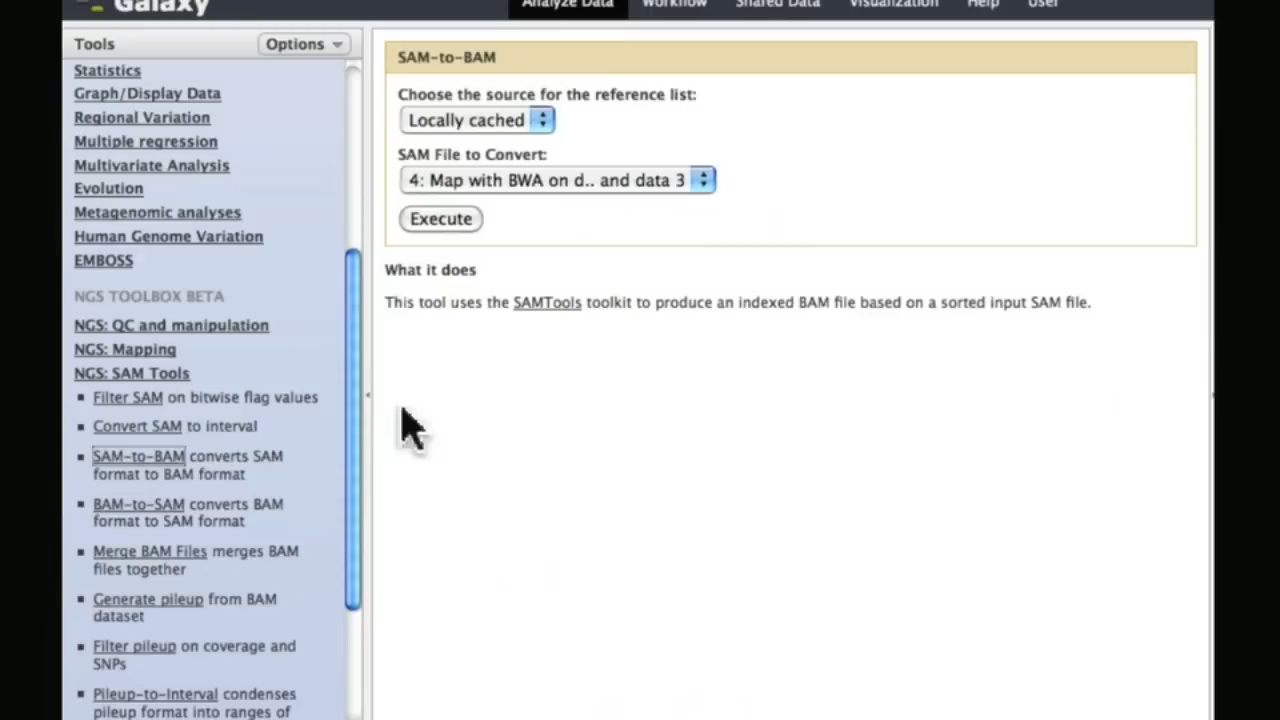 Galaxy
Analyze Data Workflow Shared Data Visualization Help User
Tools Options
Statistics
Graph/Display Data
Regional Variation
Multiple regression
Multivariate Analysis
Evolution
Metagenomic analyses
Human Genome Variation
EMBOSS
NGS TOOLBOX BETA
NGS: QC and manipulation
NGS: Mapping
NGS: SAM Tools
Filter SAM on bitwise flag values
Convert SAM to interval
SAM-to-BAM converts SAM
format to BAM format
BAM-to-SAM converts BAM
format to SAM format
Merge BAM Files merges BAM
files together
Generate pileup from BAM
dataset
Filter pileup on coverage and
SNPs
Pileup-to-Interval condenses
pileup format into ranges of
SAM-to-BAM
Choose the source for the reference list:
Locally cached
SAM File to Convert:
4: Map with BWA on d.. and data 3
Execute
What it does
This tool uses the SAMTools toolkit to produce an indexed BAM file based on a sorted input SAM file.